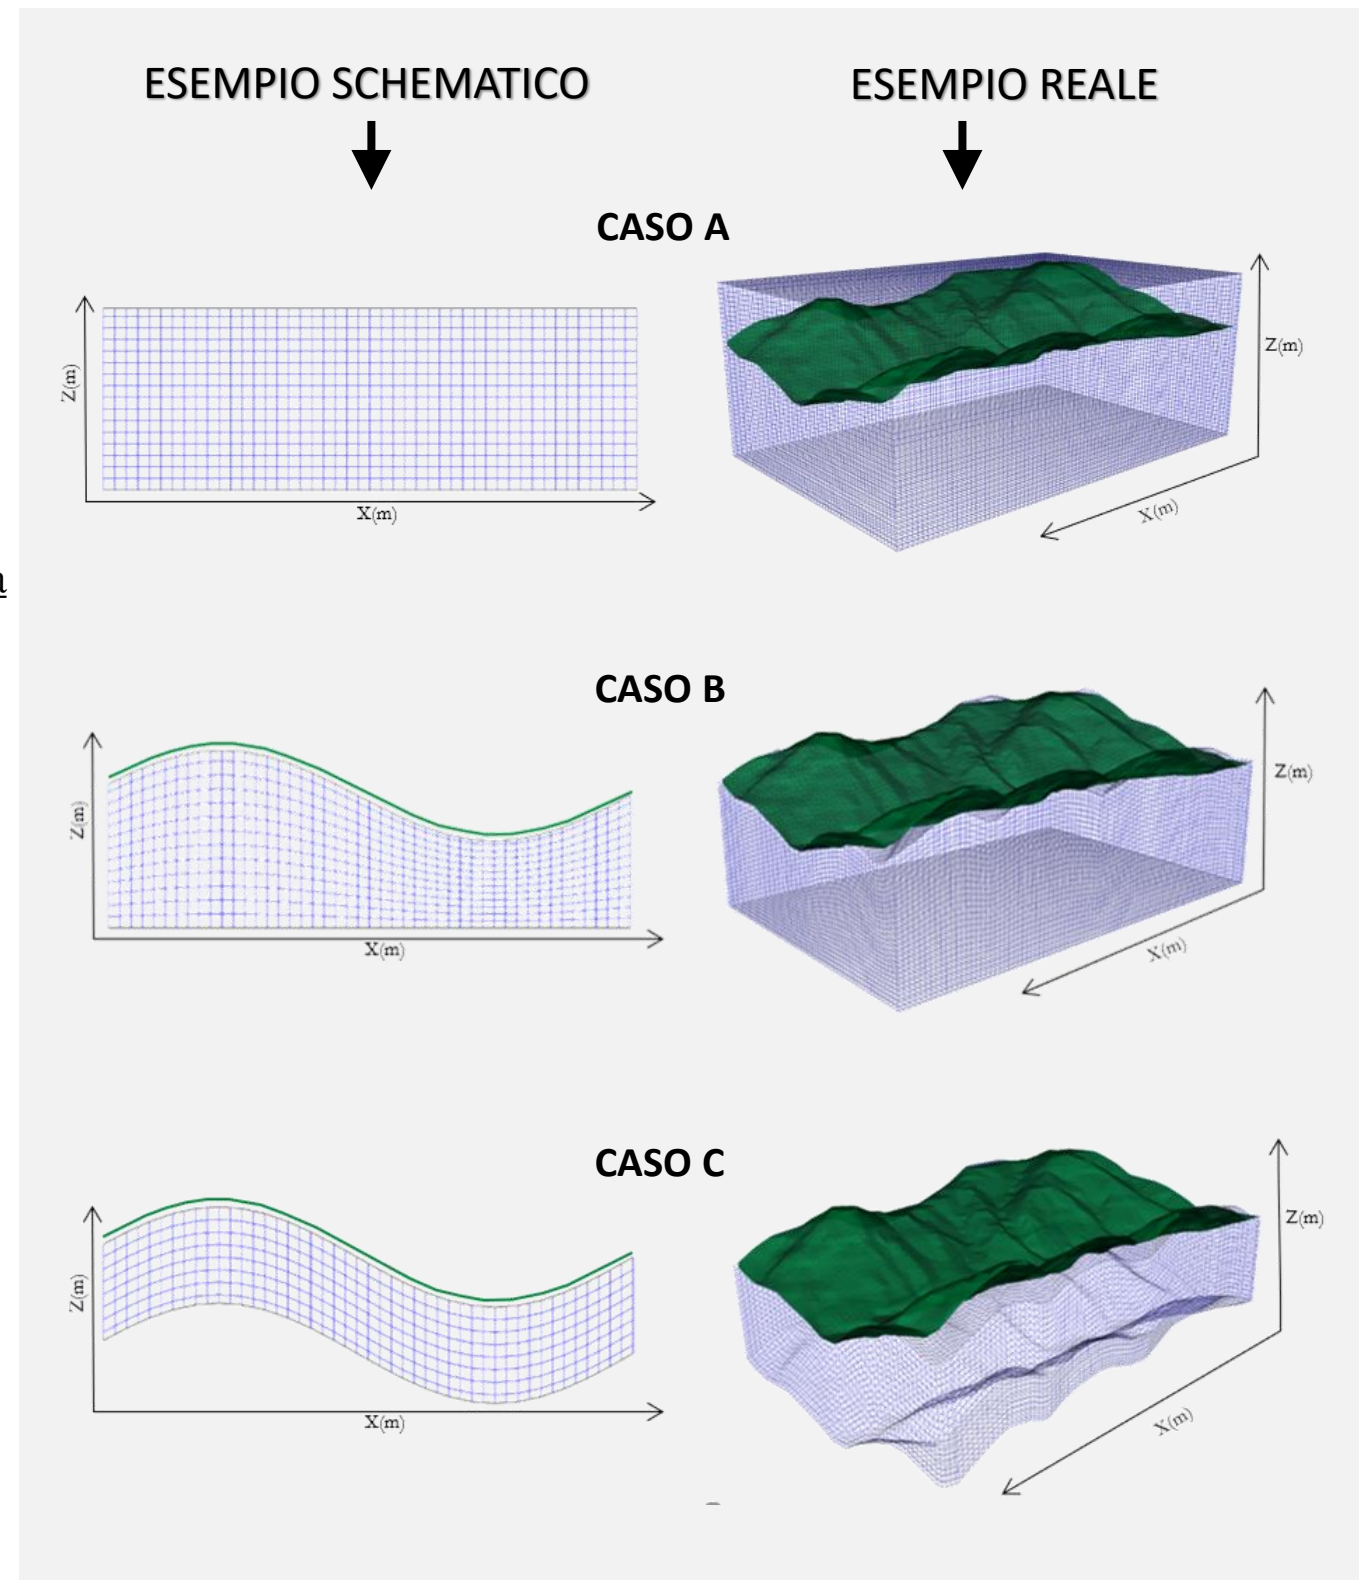 ESEMPIO SCHEMATICO
ESEMPIO REALE
CASO A
Z(m)
X(m)
Z(m)
X(m)
a
CASO B
Z(m)
X(m)
Z(m)
X(m)
CASO C
Z(m)
X(m)
Z(m)
X(m)